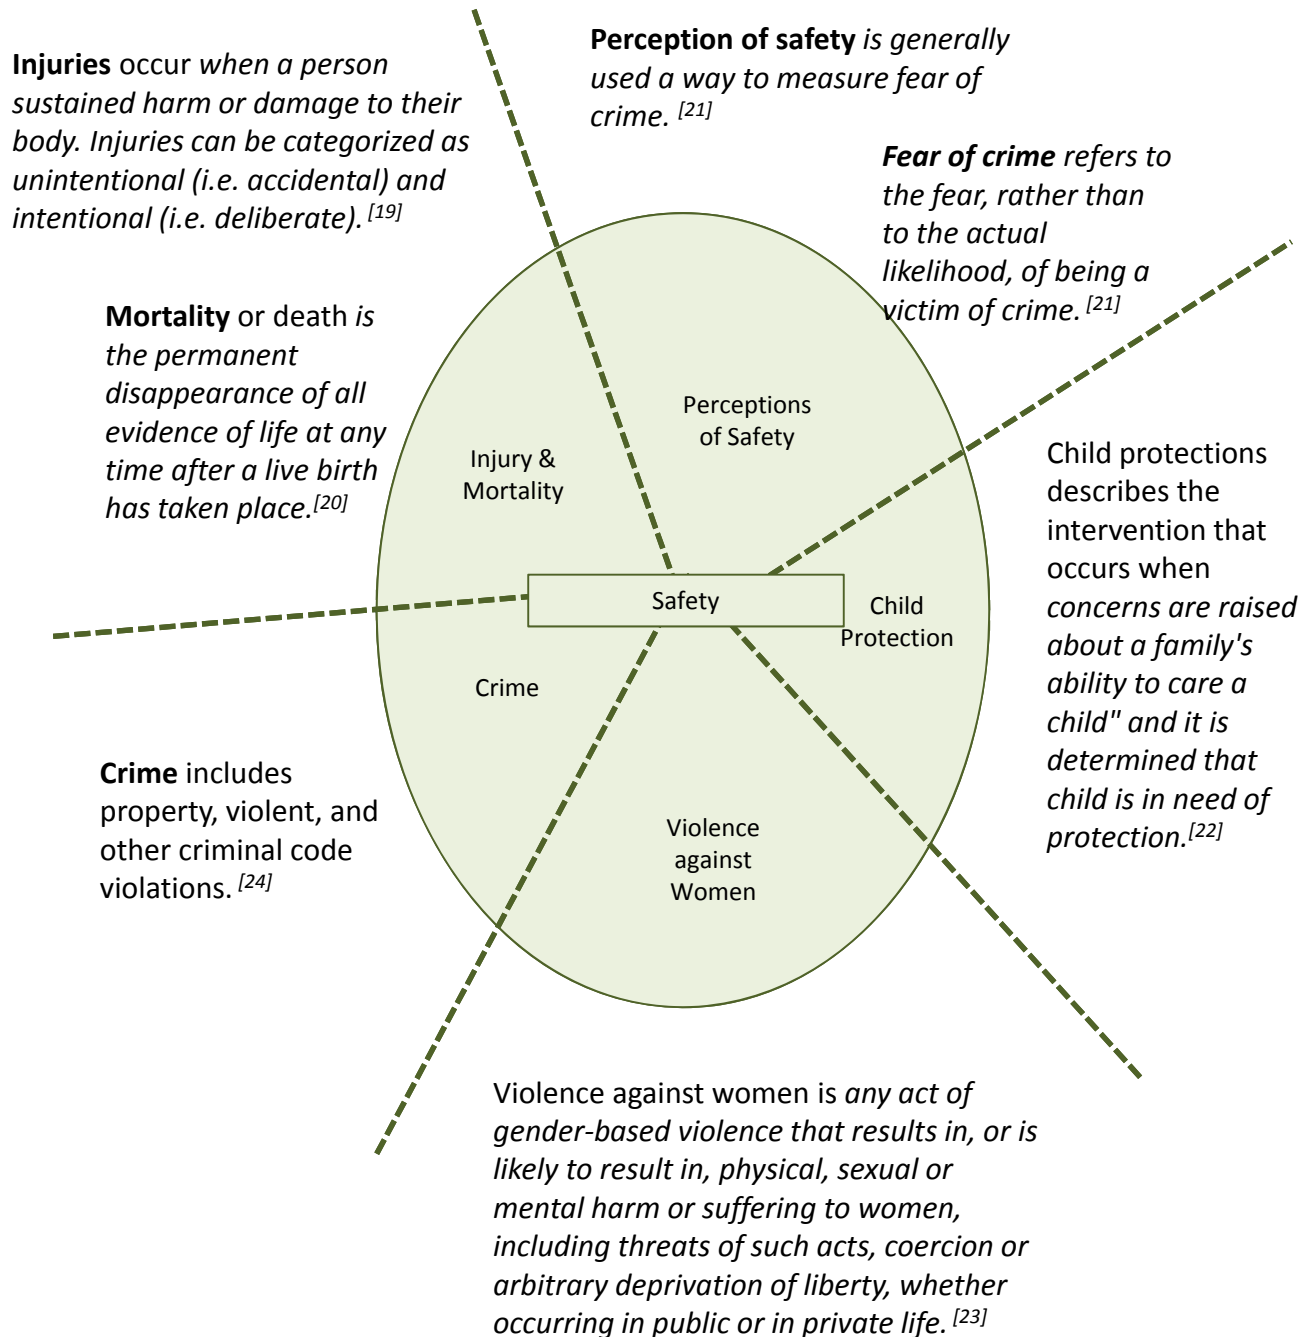 Injuries occur when a person
sustained harm or damage to their
body. Injuries can be categorized as
unintentional (i.e. accidental) and
intentional (i.e. deliberate). [19]
Perception of safety is generally
used a way to measure fear of
crime. [21]
Fear of crime refers to
the fear, rather than
to the actual
likelihood, of being a
victim of crime. [21]
Mortality or death is
the permanent
disappearance of all
evidence of life at any
time after a live birth
has taken place.[20]
Perceptions
of Safety
Injury &
Mortality
Safety
Child
Protection
Crime
Violence
against
Women
Child protections
describes the
intervention that
occurs when
concerns are raised
about a family's
ability to care a
child" and it is
determined that
child is in need of
protection.[22]
Crime includes
property, violent, and
other criminal code
violations. [24]
Violence against women is any act of
gender-based violence that results in, or is
likely to result in, physical, sexual or
mental harm or suffering to women,
including threats of such acts, coercion or
arbitrary deprivation of liberty, whether
occurring in public or in private life. [23]